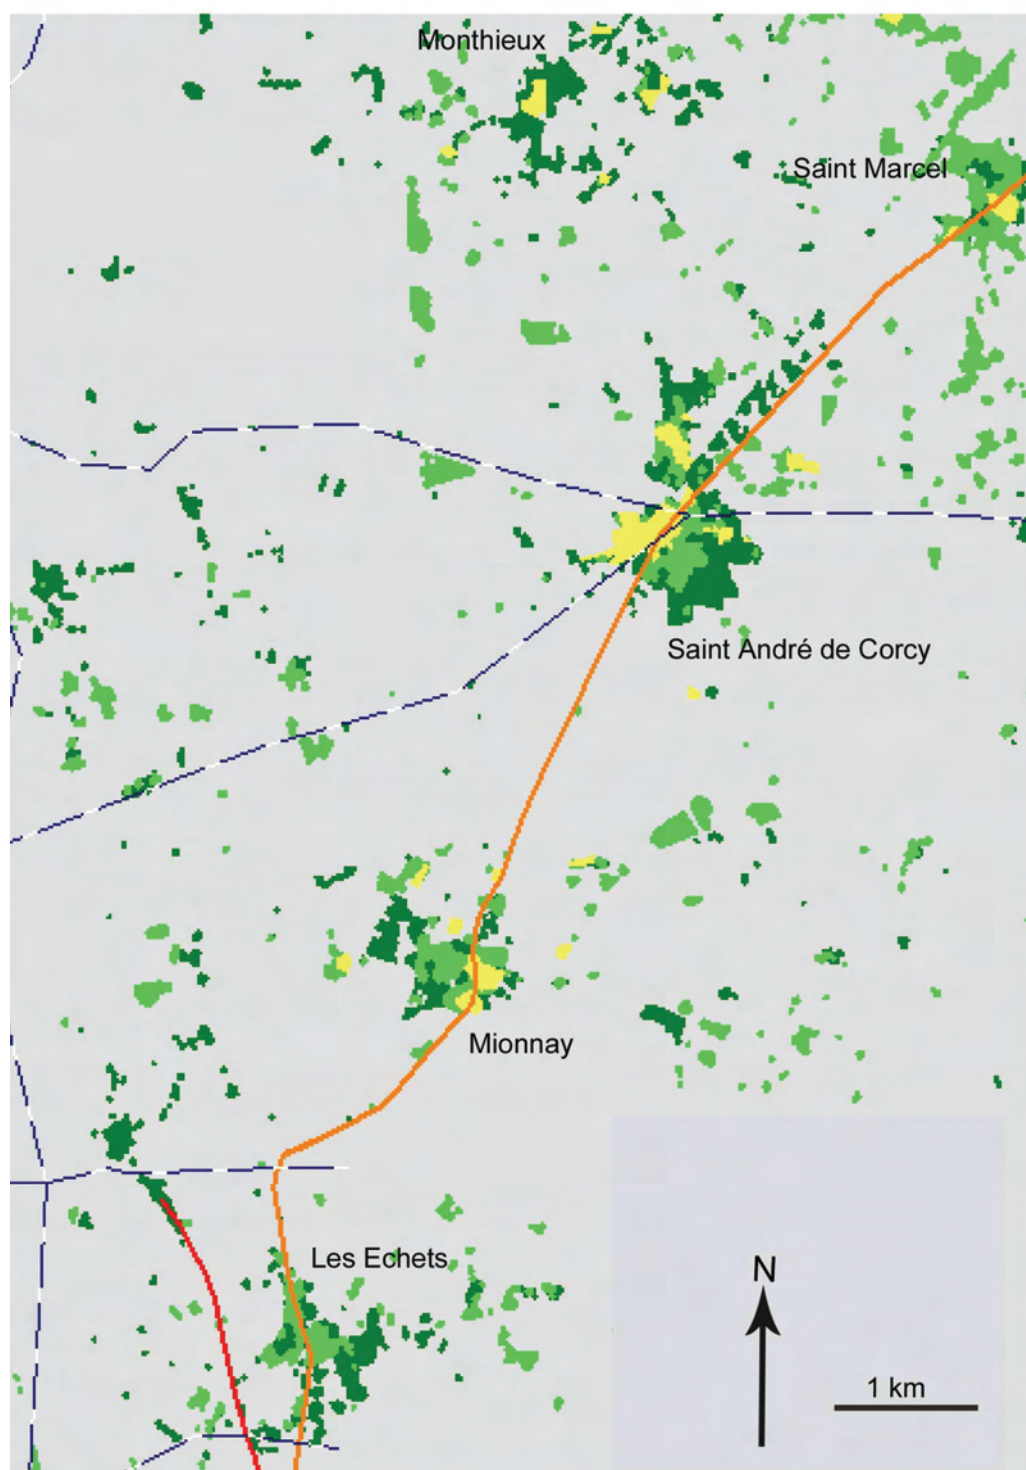 Monthieux
Saint Marcel
Saint André de Corcy
Mionnay
Les Echets
N
1 km